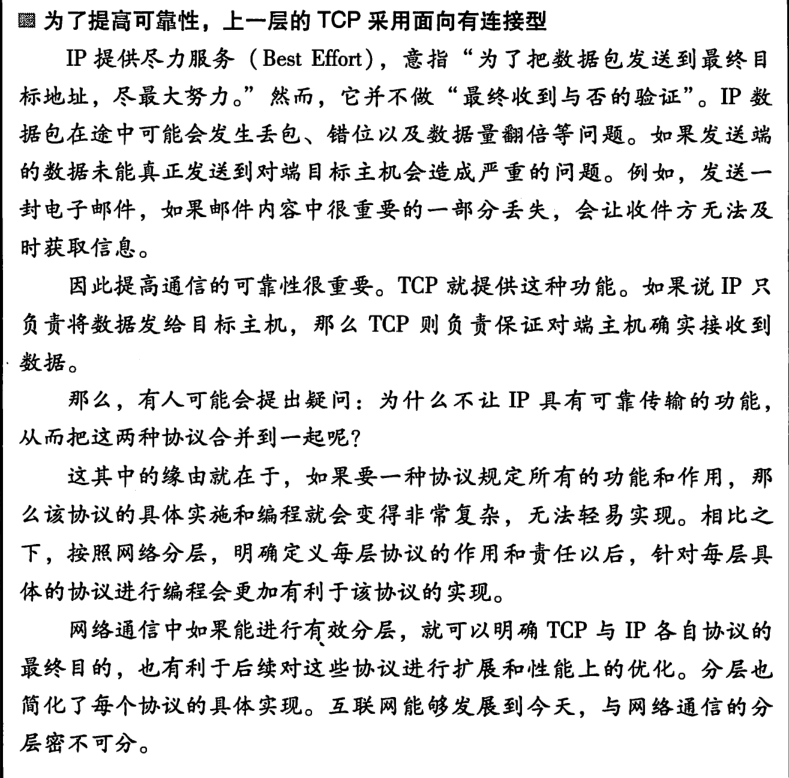 为了提高可靠性，上一层的 TCP 采用面向有连接型
IP 提供尽力服务（Best Effort），意指“为了把数据包发送到最终目
标地址，尽最大努力。”然而，它并不做“最终收到与否的验证”。IP 数
据包在途中可能会发生丢包、错位以及数据量翻倍等问题。如果发送端
的数据未能真正发送到对端目标主机会造成严重的问题。例如，发送一
封电子邮件，如果邮件内容中很重要的一部分丢失，会让收件方无法及
时获取信息。
因此提高通信的可靠性很重要。TCP 就提供这种功能。如果说 IP 只
负责将数据发给目标主机，那么 TCP 则负责保证对端主机确实接收到
数据。
那么，有人可能会提出疑问：为什么不让 IP 具有可靠传输的功能，
从而把这两种协议合并到一起呢？
这其中的缘由就在于，如果要一种协议规定所有的功能和作用，那
么该协议的具体实施和编程就会变得非常复杂，无法轻易实现。相比之
下，按照网络分层，明确定义每层协议的作用和责任以后，针对每层具
体的协议进行编程会更加有利于该协议的实现。
网络通信中如果能进行有效分层，就可以明确 TCP 与 IP 各自协议的
最终目的，也有利于后续对这些协议进行扩展和性能上的优化。分层也
简化了每个协议的具体实现。互联网能够发展到今天，与网络通信的分
层密不可分。